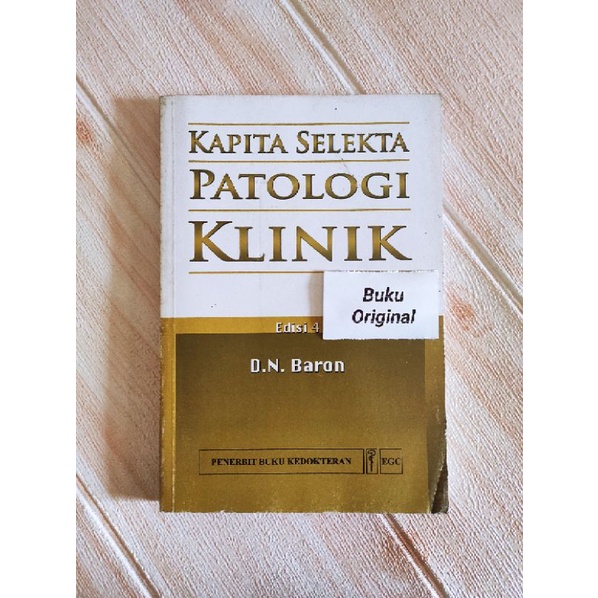 KAPITA SELEKTA
PATOLOGI
KLINIK
Buku
Original
Edisi 4
D.N. Baron
PENERBIT BUKU KEDOKTERAN
EGC